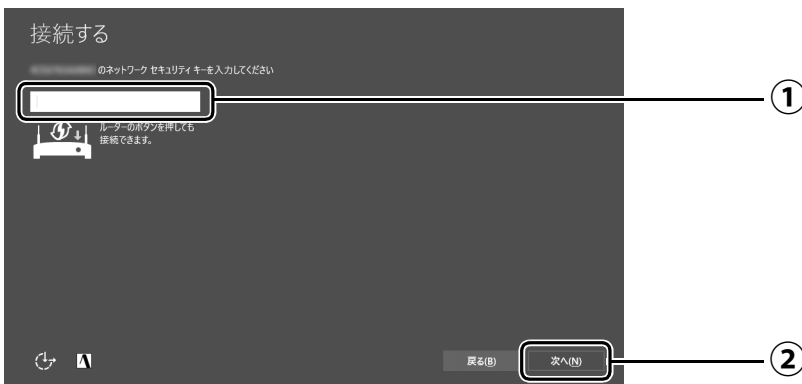 接続する
のネットワーク セキュリティ キーを入力してください
①
ルーターのボタンを押しても
接続できます。
戻る(B)
次へ(N)
②